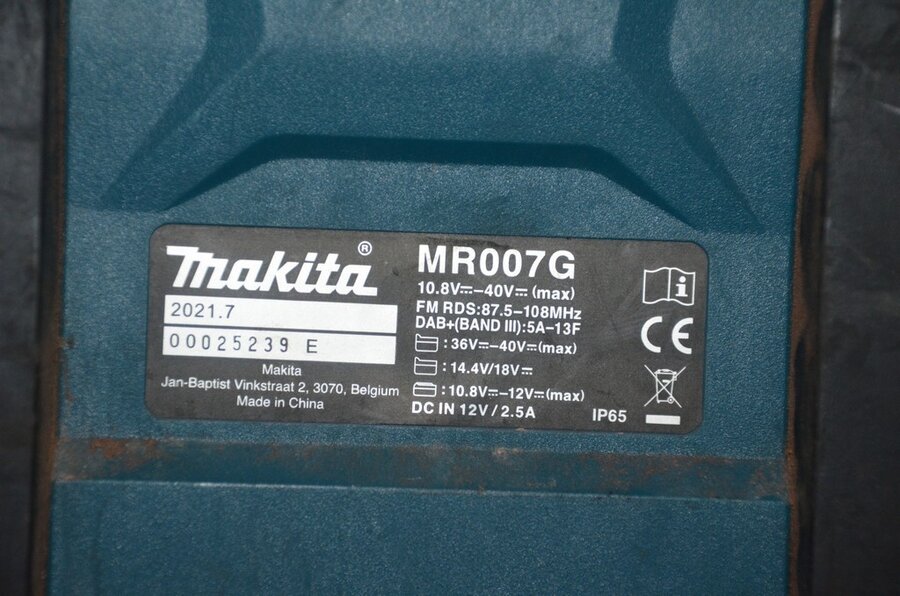 makita®
2021.7
00025239 E
Makita
Jan-Baptist Vinkstraat 2, 3070, Belgium
Made in China
MR007G
10.8V⎓-40V⎓ (max)
FM RDS:87.5-108MHz
DAB+(BAND III):5A-13F
: 36V⎓-40V⎓(max)
: 14.4V/18V⎓
: 10.8V⎓-12V⎓(max)
DC IN 12V / 2.5A
IP65
i
CE